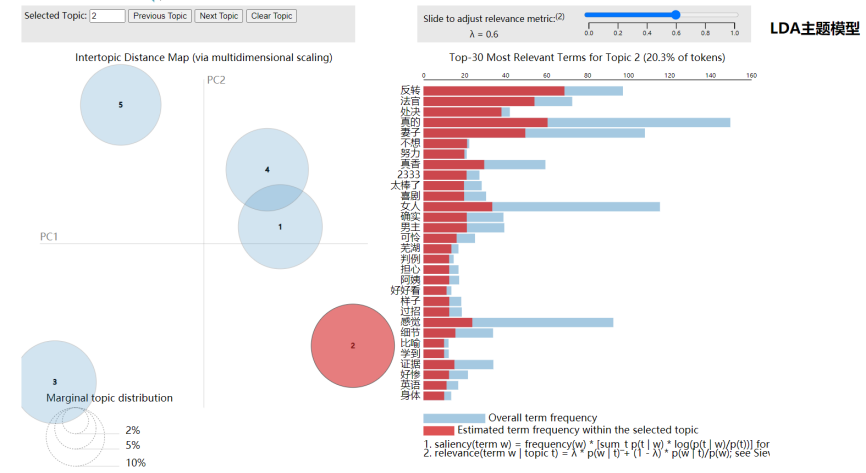 Selected Topic: 2 Previous Topic Next Topic Clear Topic
Slide to adjust relevance metric:(2)
λ = 0.6
0.0 0.2 0.4 0.6 0.8 1.0
LDA主题模型
Intertopic Distance Map (via multidimensional scaling)
PC2
PC1
5
4
1
2
3
Marginal topic distribution
2%
5%
10%
Top-30 Most Relevant Terms for Topic 2 (20.3% of tokens)
0 20 40 60 80 100 120 140 160
反转
法官
处决
真的
妻子
不想
努力
真香
2333
太棒了
喜剧
女人
确实
男主
可怜
芜湖
判例
担心
阿姨
好好看
样子
过招
感觉
细节
比喻
学到
证据
好惨
英语
身体
Overall term frequency
Estimated term frequency within the selected topic
1. saliency(term w) = frequency(w) * [sum_t p(t | w) * log(p(t | w)/p(t))] for
2. relevance(term w | topic t) = λ * p(w | t) + (1 - λ) * p(w | t)/p(w); see Siev